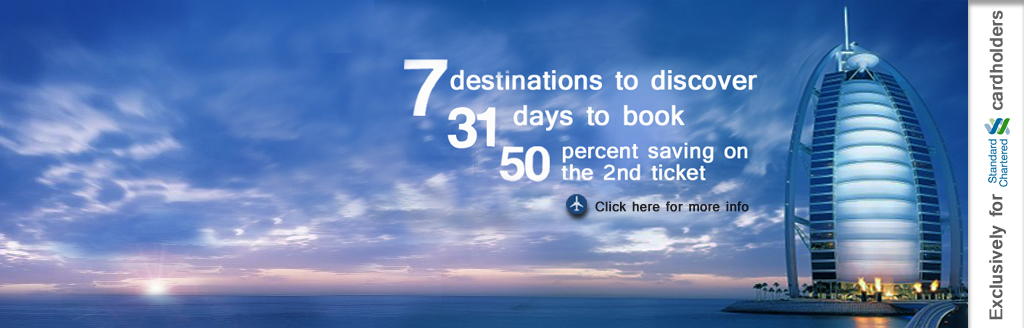 7 destinations to discover
31 days to book
50 percent saving on
the 2nd ticket
Click here for more info
Exclusively for Standard Chartered cardholders